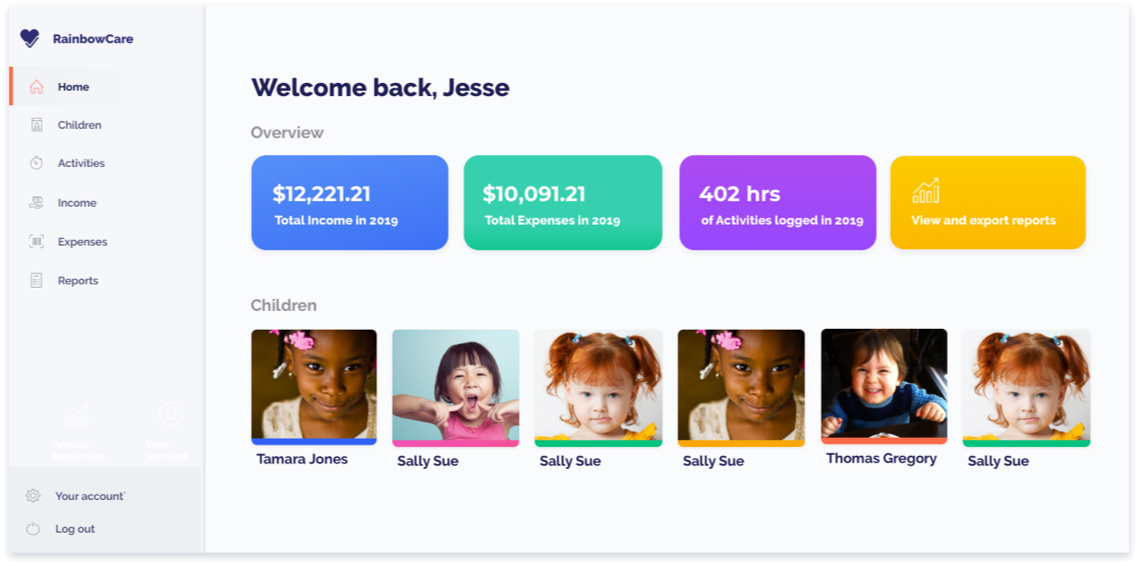 RainbowCare
Home
Children
Activities
Income
Expenses
Reports
Annual
Reporting
Your
account
Your account
Log out
Welcome back, Jesse
Overview
$12,221.21
Total Income in 2019
$10,091.21
Total Expenses in 2019
402 hrs
of Activities logged in 2019
View and export reports
Children
Tamara Jones
Sally Sue
Sally Sue
Sally Sue
Thomas Gregory
Sally Sue